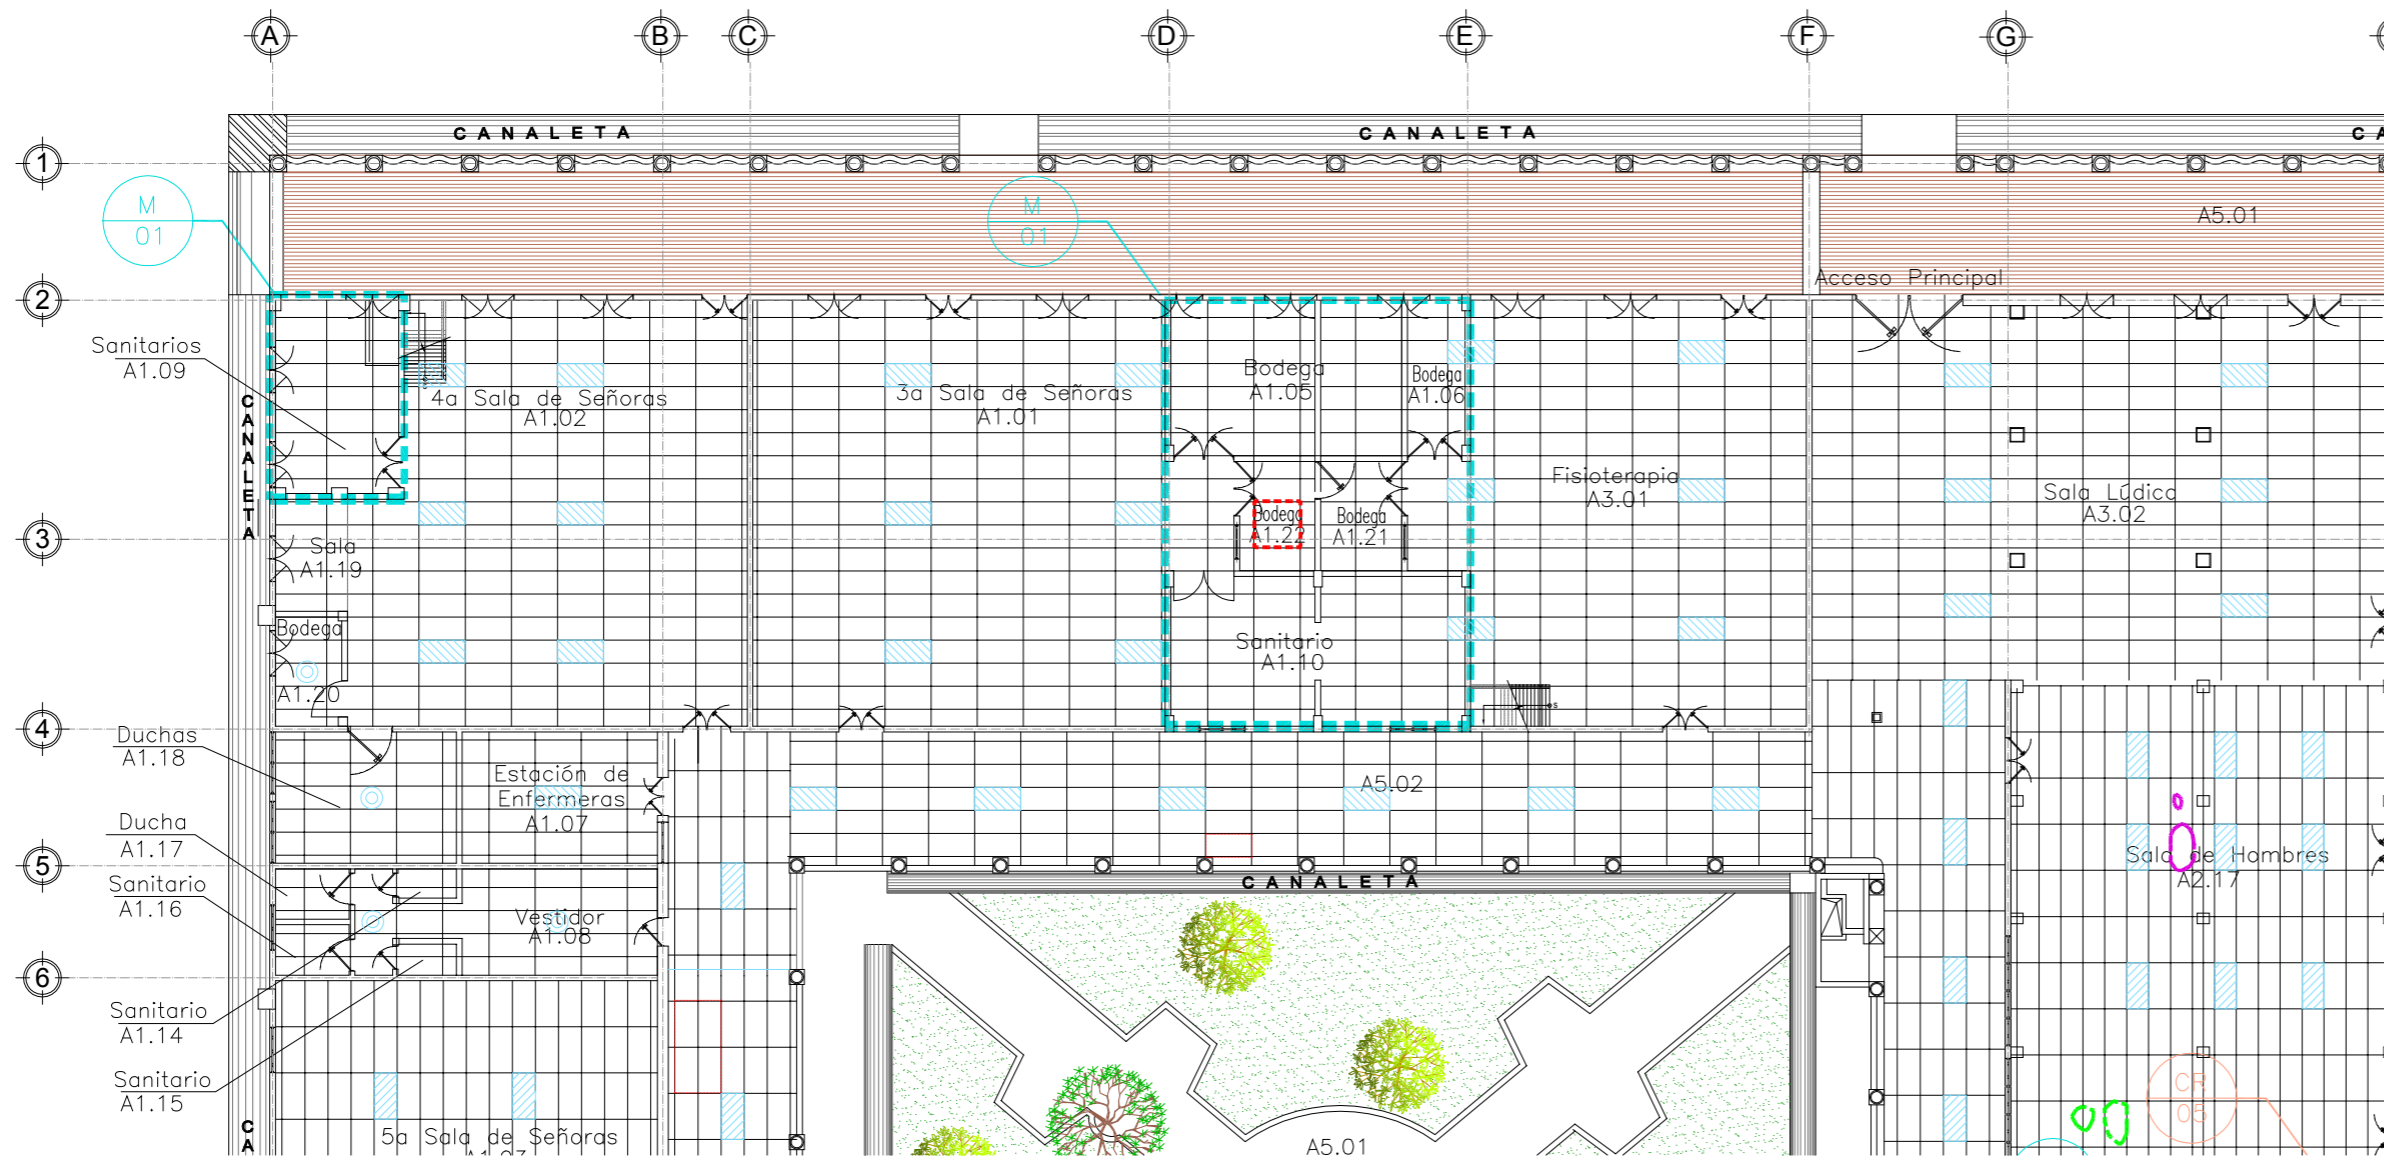 A B C D E F G
CANALETA CANALETA CA
1
M
01
M
01
A5.01
Acceso Principal
2
Sanitarios
A1.09
4a Sala de Señoras
A1.02
3a Sala de Señoras
A1.01
Bodega
A1.05
Bodega
A1.06
CANALETA
Fisioterapia
A3.01
Sala Lúdica
A3.02
Bodega
A1.22
Bodega
A1.21
3
Sala
A1.19
Bodega
A1.20
Sanitario
A1.10
s
4
Duchas
A1.18
Estación de
Enfermeras
A1.07
A5.02
Ducha
A1.17
5
Sala de Hombres
A2.17
CANALETA
Sanitario
A1.16
Vestidor
A1.08
6
Sanitario
A1.14
Sanitario
A1.15
CR
05
CA
5a Sala de Señoras
A5.01